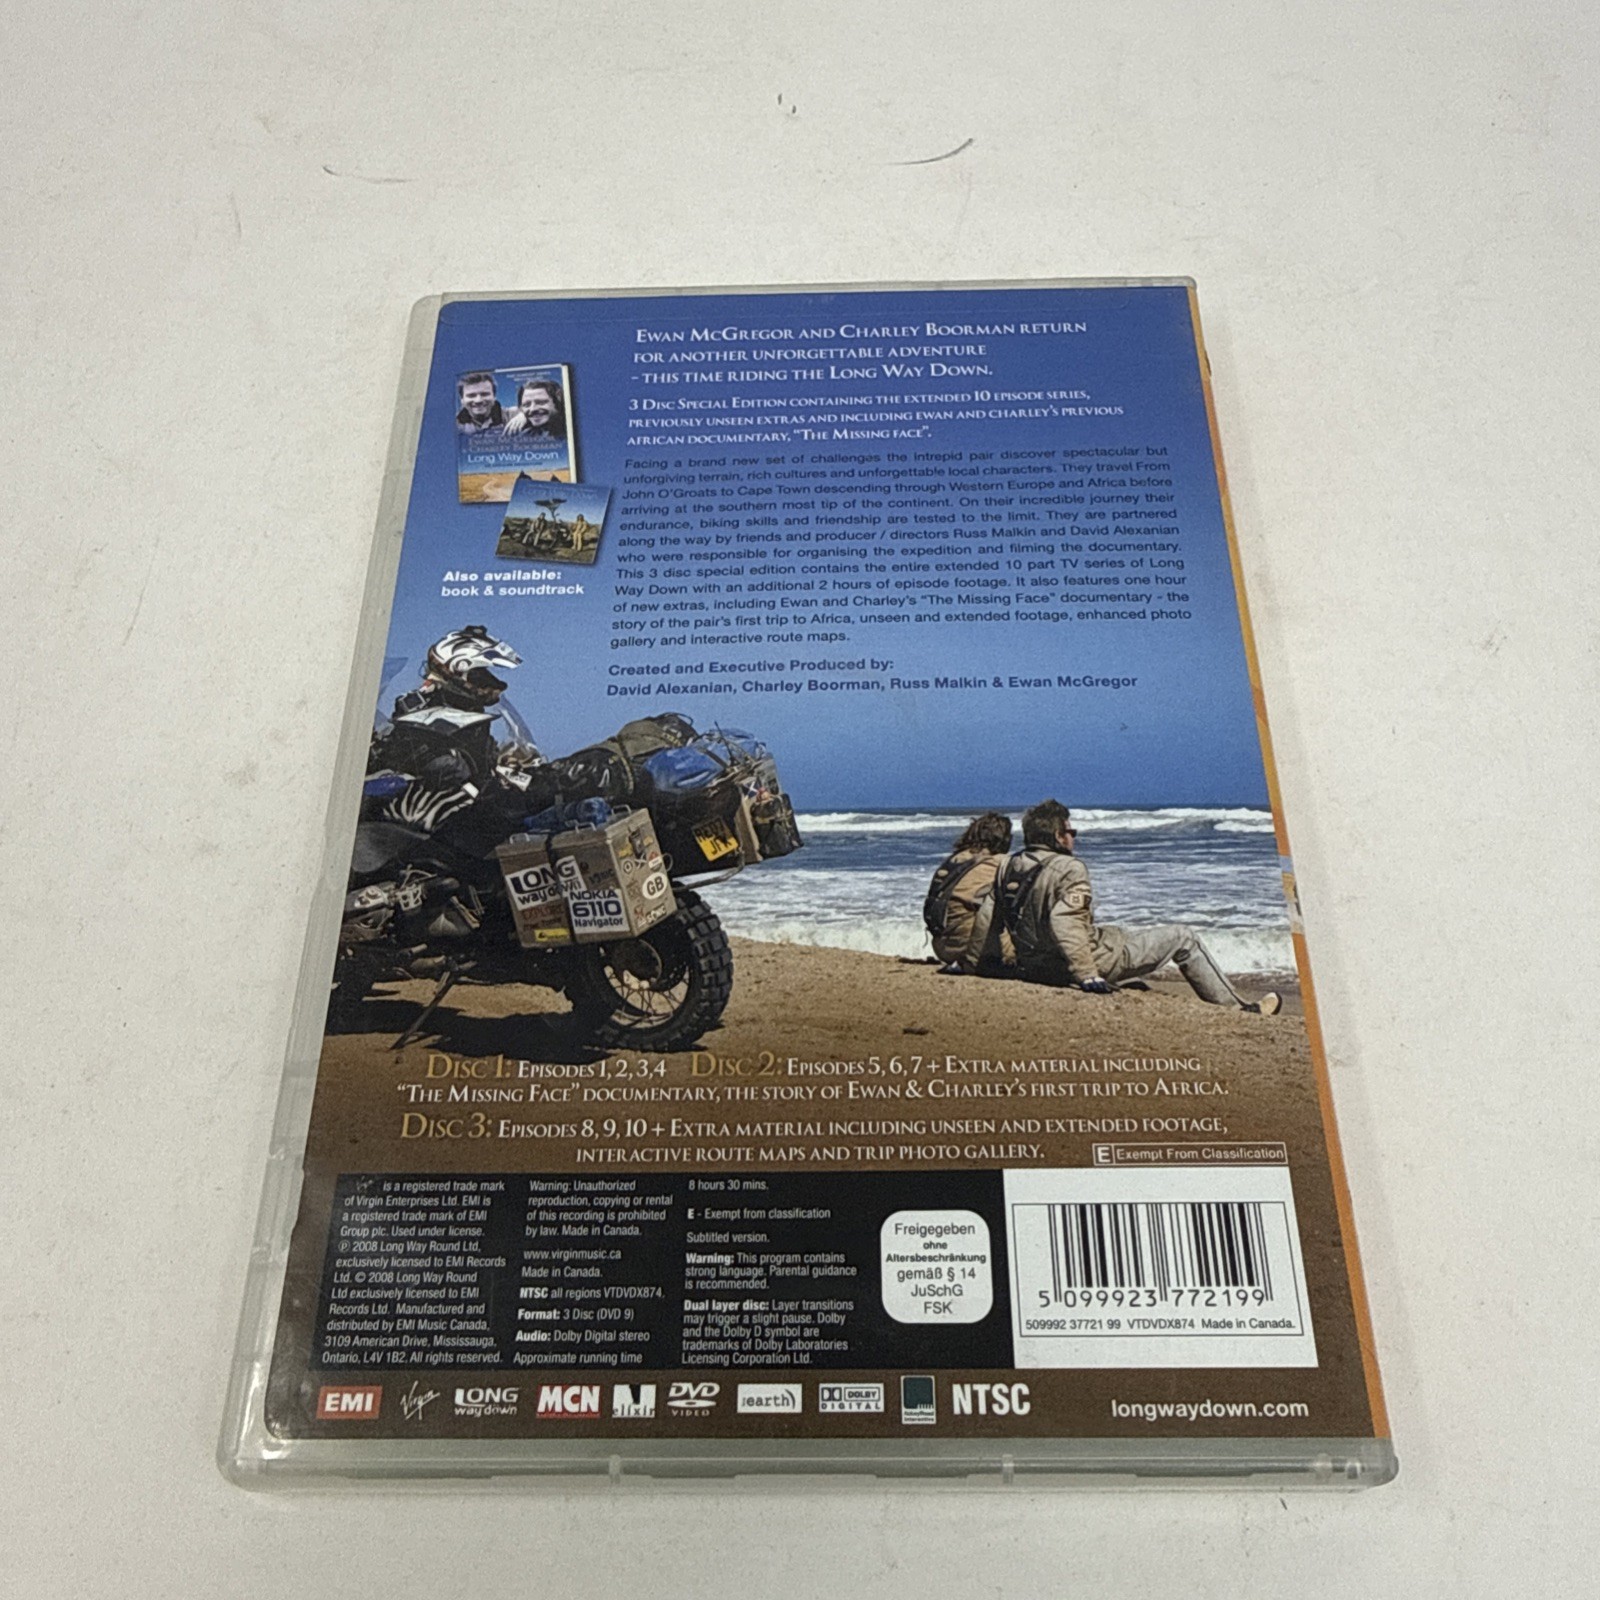 EWAN MCGREGOR AND CHARLEY BOORMAN RETURN
FOR ANOTHER UNFORGETTABLE ADVENTURE
- THIS TIME RIDING THE LONG WAY DOWN.
3 DISC SPECIAL EDITION CONTAINING THE EXTENDED 10 EPISODE SERIES,
PREVIOUSLY UNSEEN EXTRAS AND INCLUDING EWAN AND CHARLEY'S PREVIOUS
AFRICAN DOCUMENTARY, "THE MISSING FACE".
Facing a brand new set of challenges the intrepid pair discover spectacular but
unforgiving terrain, rich cultures and unforgettable local characters. They travel From
John O'Groats to Cape Town descending through Western Europe and Africa before
arriving at the southern most tip of the continent. On their incredible journey their
endurance, biking skills and friendship are tested to the limit. They are partnered
along the way by friends and producer / directors Russ Malkin and David Alexanian
who were responsible for organising the expedition and filming the documentary.
This 3 disc special edition contains the entire extended 10 part TV series of Long
Way Down with an additional 2 hours of episode footage. It also features one hour
of new extras, including Ewan and Charley's "The Missing Face" documentary - the
story of the pair's first trip to Africa, unseen and extended footage, enhanced photo
gallery and interactive route maps.
Created and Executive Produced by:
David Alexanian, Charley Boorman, Russ Malkin & Ewan McGregor
EWAN MCGREGOR
& CHARLEY BOORMAN
Long Way Down
Also available:
book & soundtrack
LONG
way down
NOKIA
6110
Navigator
GB
DISC 1: EPISODES 1, 2, 3, 4 DISC 2: EPISODES 5, 6, 7 + EXTRA MATERIAL INCLUDING
"THE MISSING FACE" DOCUMENTARY, THE STORY OF EWAN & CHARLEY'S FIRST TRIP TO AFRICA.
DISC 3: EPISODES 8, 9, 10 + EXTRA MATERIAL INCLUDING UNSEEN AND EXTENDED FOOTAGE,
INTERACTIVE ROUTE MAPS AND TRIP PHOTO GALLERY.
E Exempt From Classification
Virgin is a registered trade mark
of Virgin Enterprises Ltd. EMI is
a registered trade mark of EMI
Group plc. Used under license.
℗ 2008 Long Way Round Ltd,
exclusively licensed to EMI Records
Ltd. © 2008 Long Way Round
Ltd exclusively licensed to EMI
Records Ltd. Manufactured and
distributed by EMI Music Canada,
3109 American Drive, Mississauga,
Ontario, L4V 1B2. All rights reserved.
Warning: Unauthorized
reproduction, copying or rental
of this recording is prohibited
by law. Made in Canada.
www.virginmusic.ca
Made in Canada.
NTSC all regions VTDVDX874.
Format: 3 Disc (DVD 9)
Audio: Dolby Digital stereo
Approximate running time
8 hours 30 mins.
E - Exempt from classification
Subtitled version.
Warning: This program contains
strong language. Parental guidance
is recommended.
Dual layer disc: Layer transitions
may trigger a slight pause. Dolby
and the Dolby D symbol are
trademarks of Dolby Laboratories
Licensing Corporation Ltd.
Freigegeben
ohne
Altersbeschränkung
gemäß § 14
JuSchG
FSK
5 099923 772199
509992 37721 99 VTDVDX874 Made in Canada.
EMI Virgin LONG way down MCN elixir DVD VIDEO :earth) DOLBY DIGITAL NTSC longwaydown.com